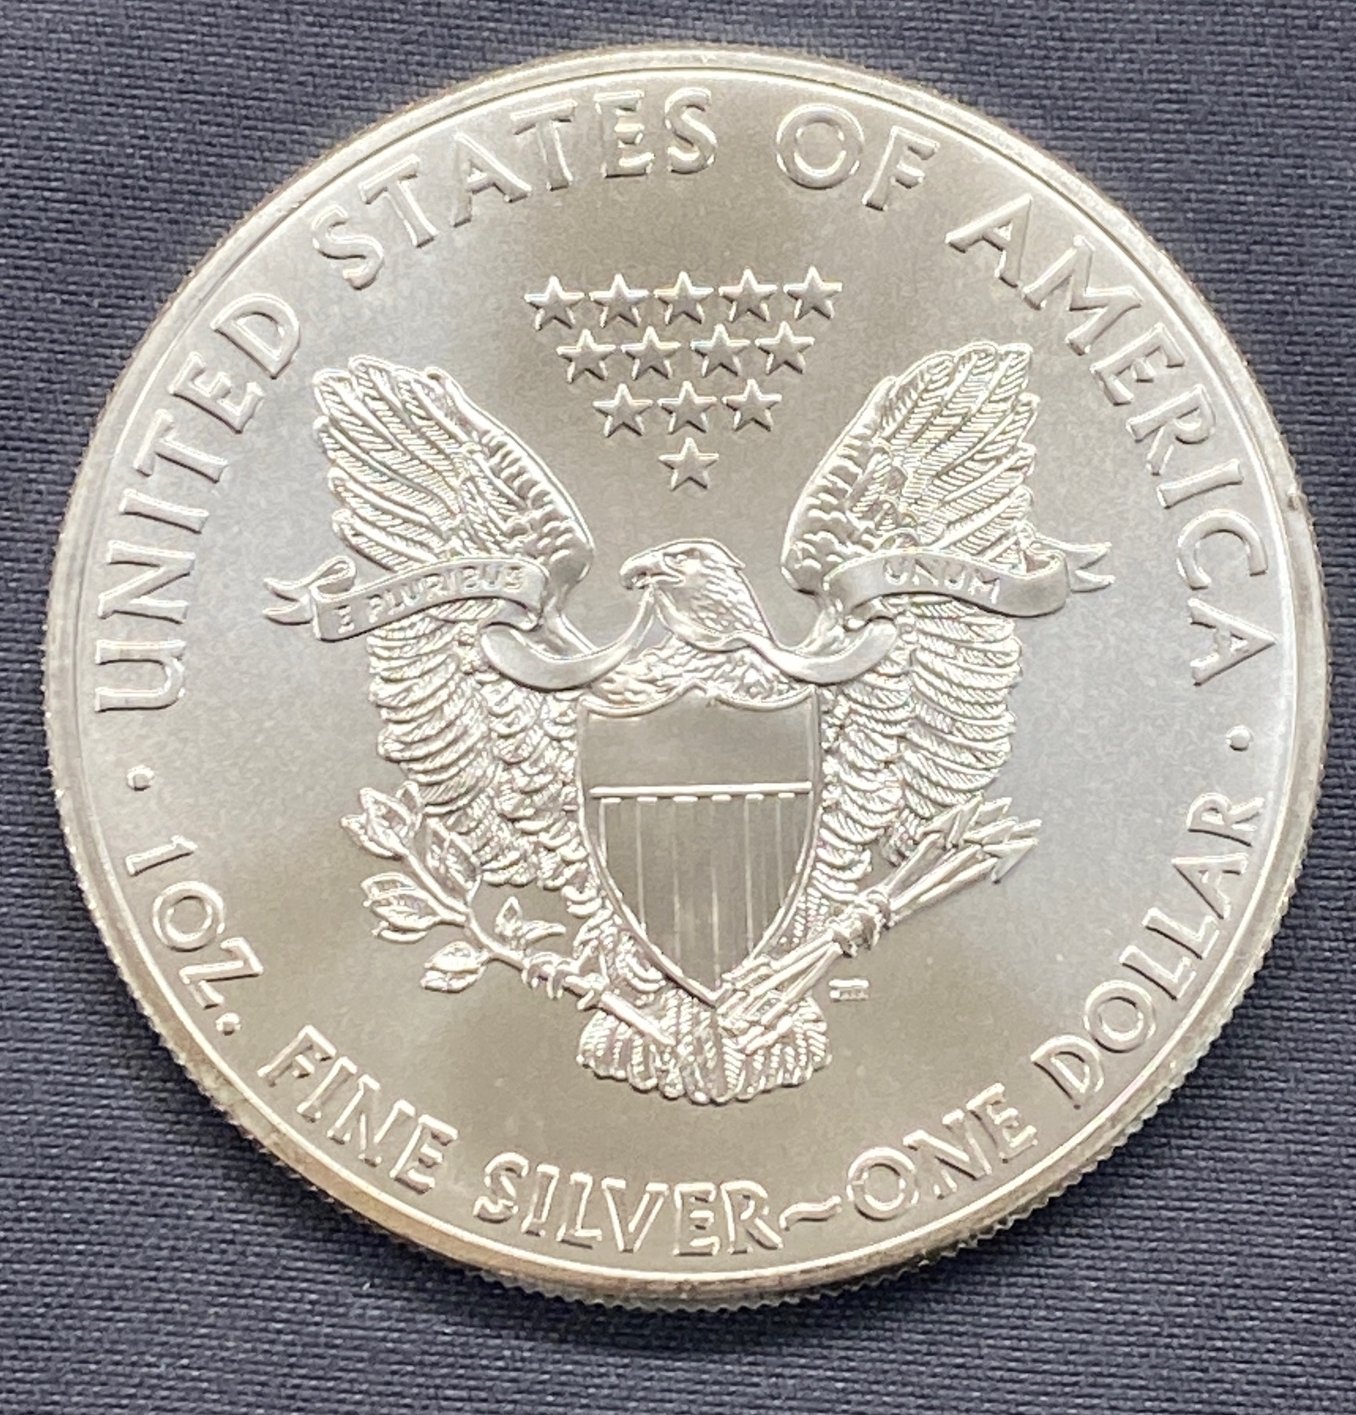 UNITED STATES OF AMERICA
E PLURIBUS UNUM
· 1 OZ. FINE SILVER~ONE DOLLAR ·